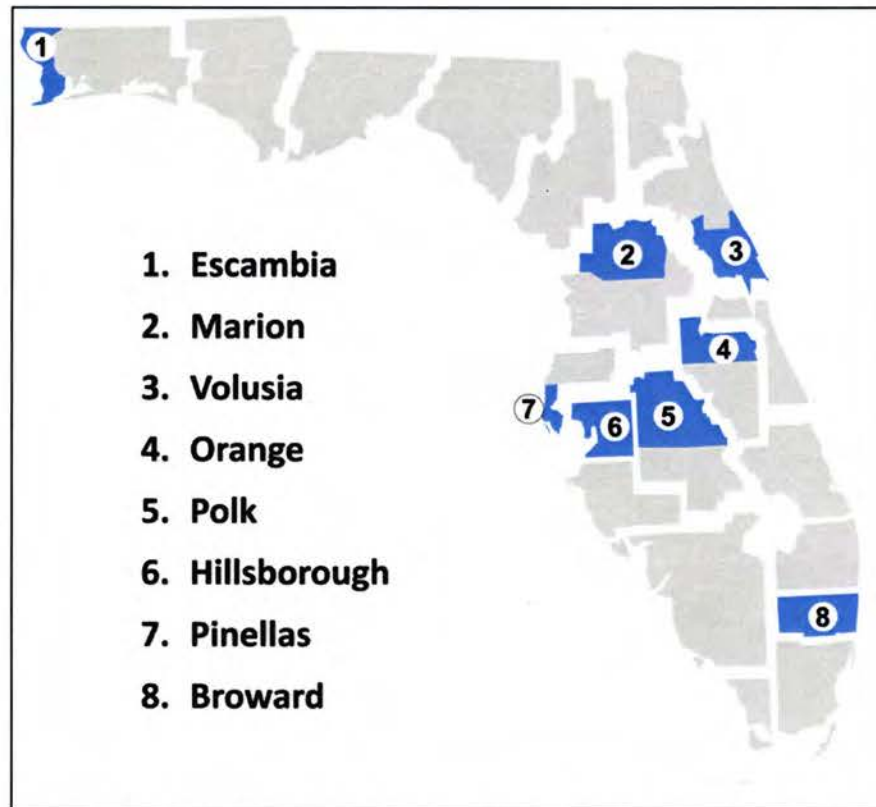 1
2
3
4
5
6
7
8
1. Escambia
2. Marion
3. Volusia
4. Orange
5. Polk
6. Hillsborough
7. Pinellas
8. Broward